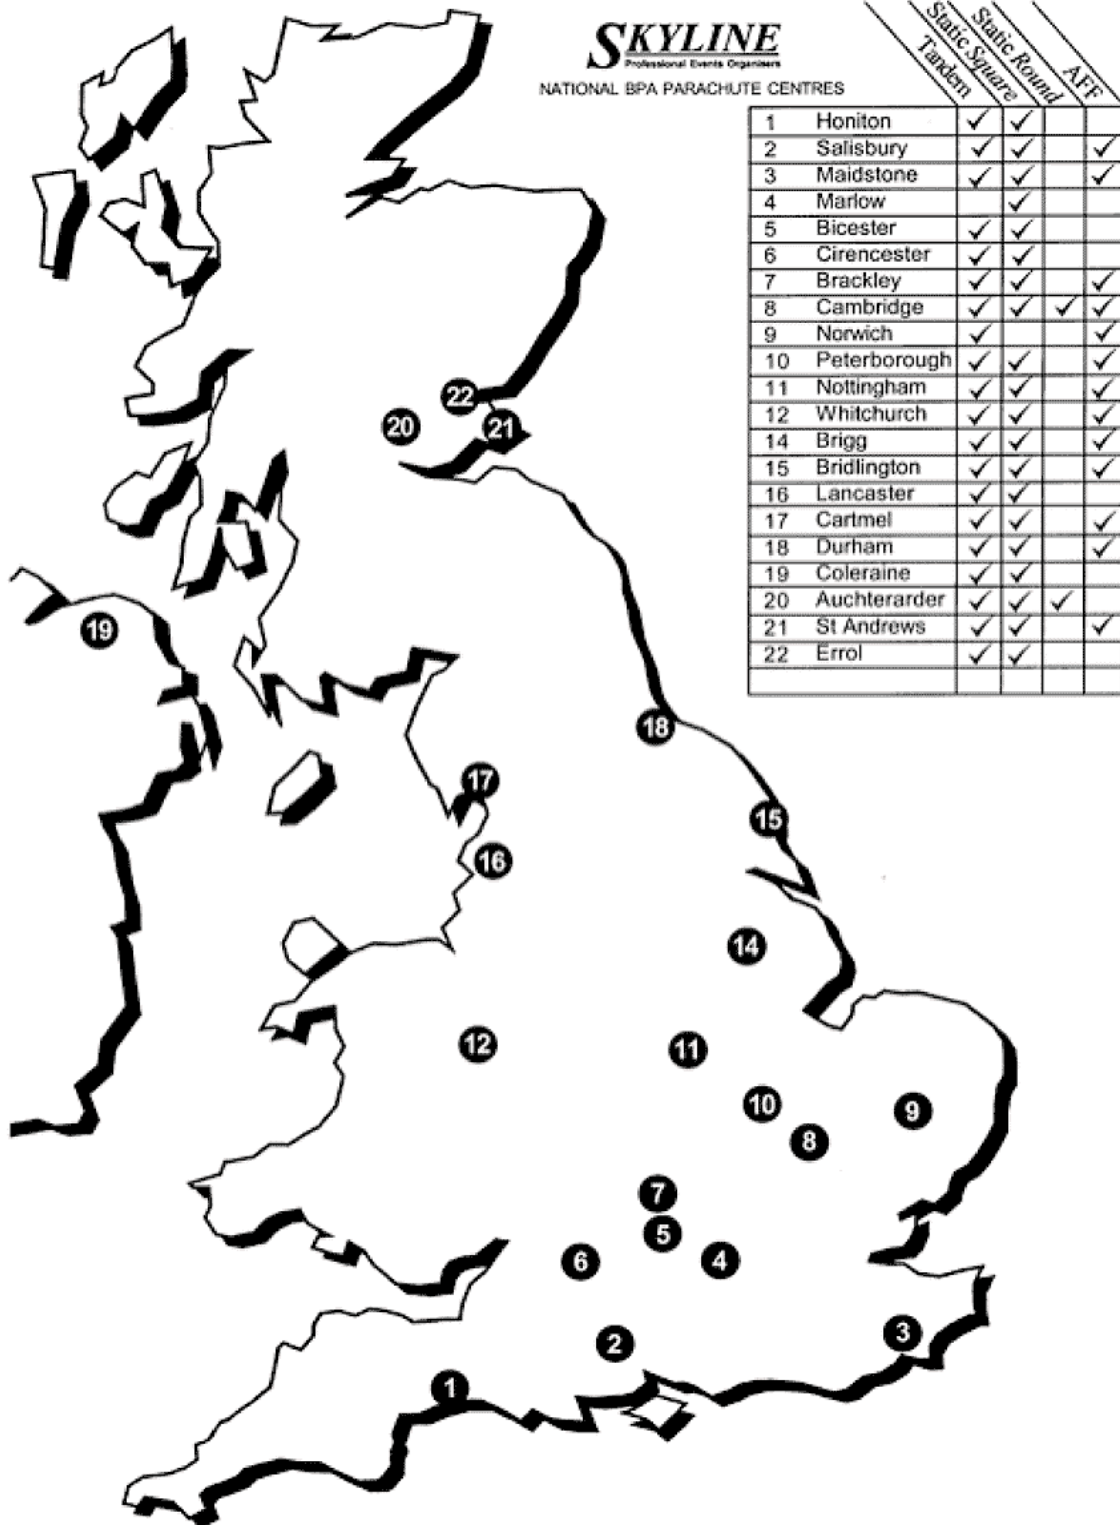 SKYLINE
Professional Events Organisers
NATIONAL BPA PARACHUTE CENTRES
Tandem
Static Square
Static Round
AFF
1 Honiton ✓ ✓
2 Salisbury ✓ ✓ ✓
3 Maidstone ✓ ✓ ✓
4 Marlow ✓
5 Bicester ✓ ✓
6 Cirencester ✓ ✓
7 Brackley ✓ ✓ ✓
8 Cambridge ✓ ✓ ✓ ✓
9 Norwich ✓ ✓
10 Peterborough ✓ ✓ ✓
11 Nottingham ✓ ✓ ✓
12 Whitchurch ✓ ✓ ✓
14 Brigg ✓ ✓ ✓
15 Bridlington ✓ ✓ ✓
16 Lancaster ✓ ✓
17 Cartmel ✓ ✓ ✓
18 Durham ✓ ✓ ✓
19 Coleraine ✓ ✓
20 Auchterarder ✓ ✓ ✓
21 St Andrews ✓ ✓ ✓
22 Errol ✓ ✓
22
20
21
19
18
17
15
16
14
12
11
10
9
8
7
5
6
4
3
2
1